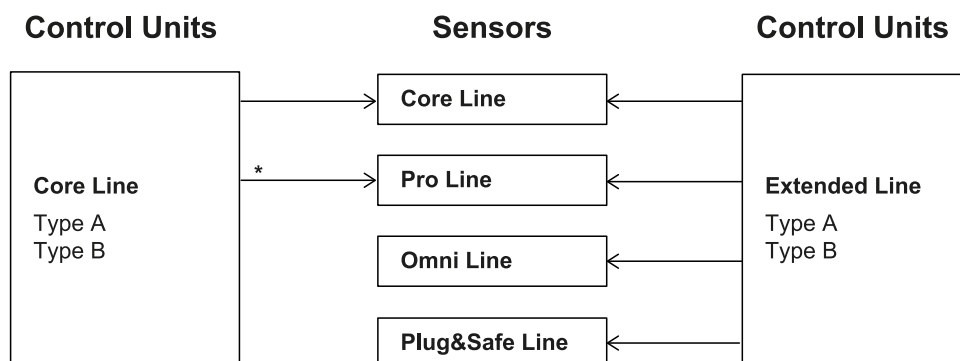 Control Units
Sensors
Control Units
Core Line
*
Pro Line
Omni Line
Plug&Safe Line
Core Line
Type A
Type B
Extended Line
Type A
Type B